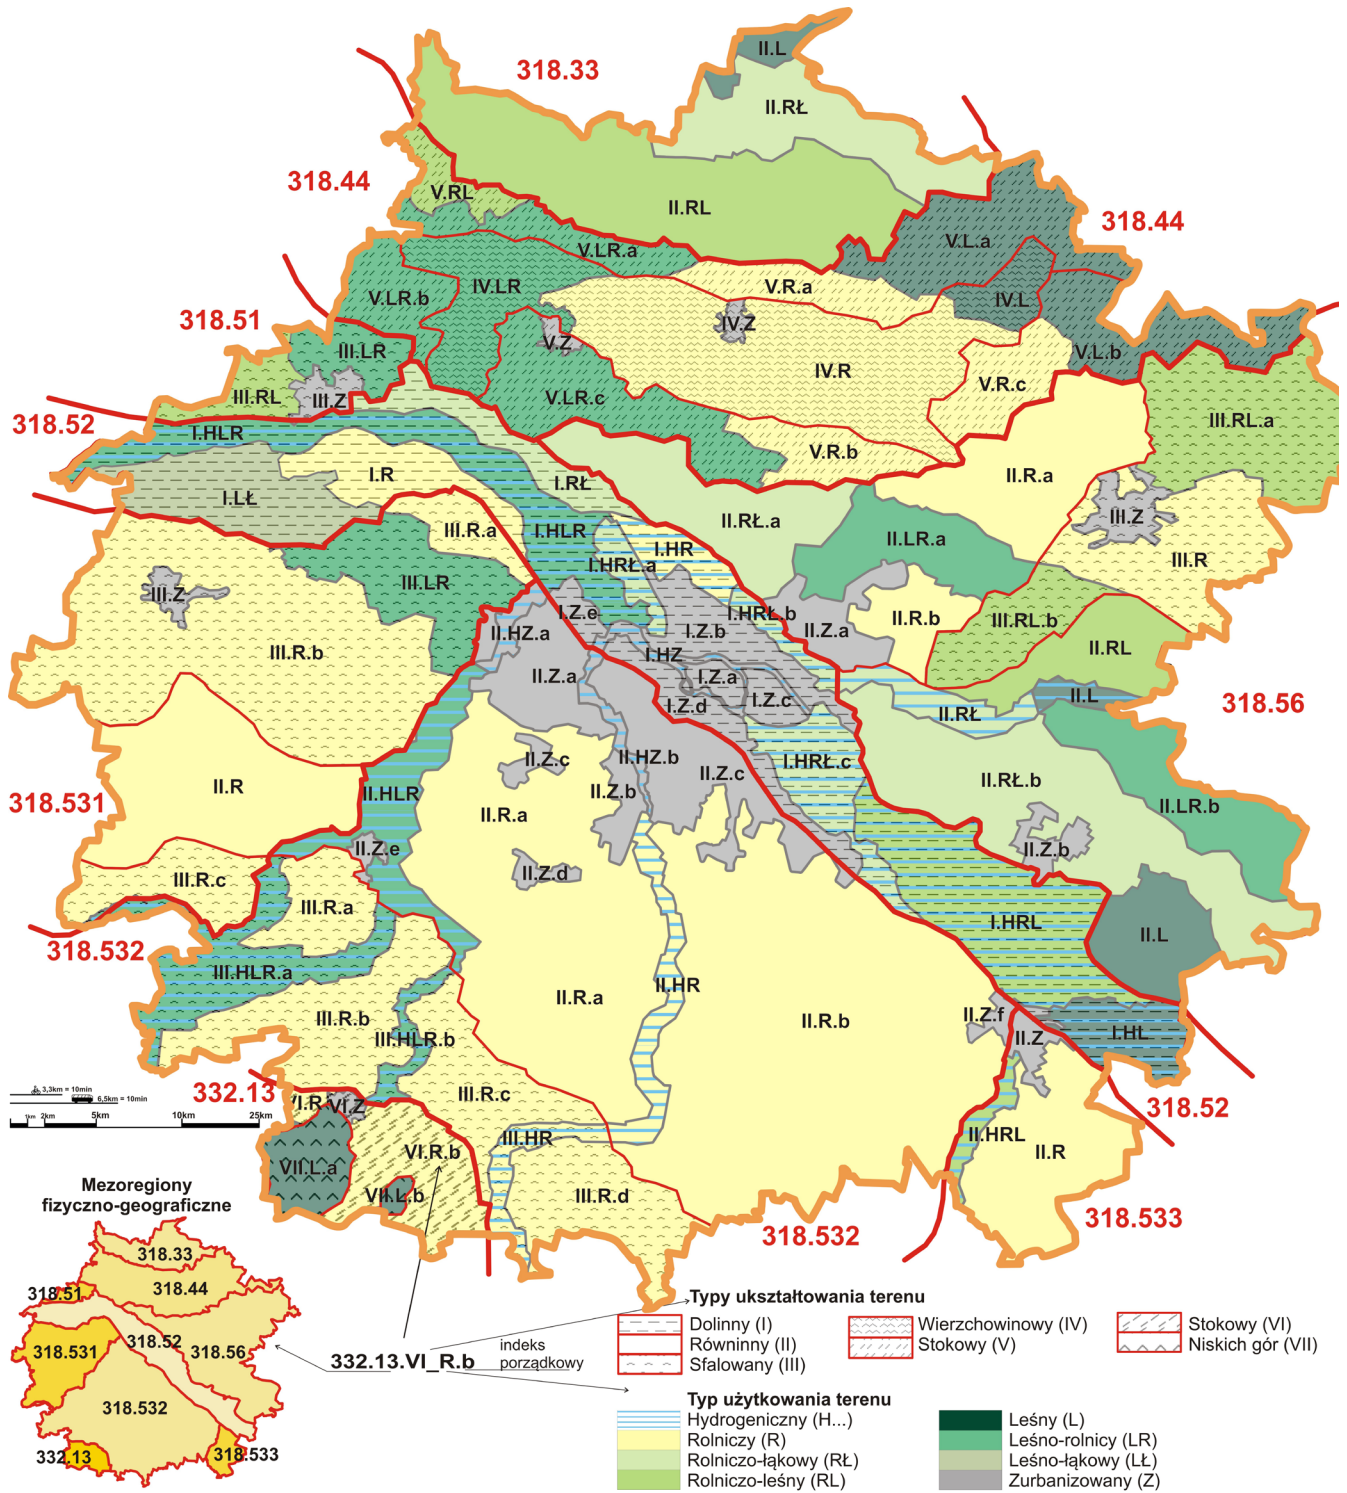 318.33
II.L
II.RŁ
318.44
V.RL
II.RL
318.44
V.L.a
V.LR.a
V.R.a
IV.LR
V.LR.b
IV.L
318.51
IV.Z
V.Z
III.LR
V.L.b
IV.R
V.R.c
III.RL
III.Z
V.LR.c
318.52
III.RL.a
I.HLR
V.R.b
I.R
II.R.a
I.RŁ
I.LŁ
III.Z
II.RŁ.a
III.R.a
I.HLR
II.LR.a
I.HR
III.R
I.HRŁ.a
III.LR
III.Z
I.Z.e
I.HRŁ.b
II.R.b
III.RL.b
II.HZ.a
I.Z.b
II.Z.a
II.RL
III.R.b
I.HZ
II.Z.a
I.Z.a
I.Z.c
II.L
318.56
I.Z.d
II.RŁ
II.Z.c
II.HZ.b
I.HRŁ.c
II.Z.c
II.RŁ.b
II.R
II.HLR
II.Z.b
318.531
II.LR.b
II.R.a
II.Z.e
II.Z.b
II.Z.d
III.R.c
III.R.a
I.HRL
II.L
318.532
III.HLR.a
II.HR
II.R.a
III.R.b
II.R.b
II.Z.f
II.Z
I.HL
III.HLR.b
332.13
3,3km = 10min
6,5km = 10min
1km 2km 5km 10km 25km
I.R
VI.Z
III.R.c
318.52
III.HR
II.HRL
II.R
VI.R.b
VII.L.a
VII.L.b
III.R.d
318.532
318.533
Mezoregiony
fizyczno-geograficzne
318.33
318.44
318.51
318.52
318.531
318.56
318.532
332.13
318.533
332.13.VI_R.b
indeks
porządkowy
Typy ukształtowania terenu
Dolinny (I)
Równinny (II)
Sfalowany (III)
Wierzchowinowy (IV)
Stokowy (V)
Stokowy (VI)
Niskich gór (VII)
Typ użytkowania terenu
Hydrogeniczny (H...)
Rolniczy (R)
Rolniczo-łąkowy (RŁ)
Rolniczo-leśny (RL)
Leśny (L)
Leśno-rolnicy (LR)
Leśno-łąkowy (LŁ)
Zurbanizowany (Z)